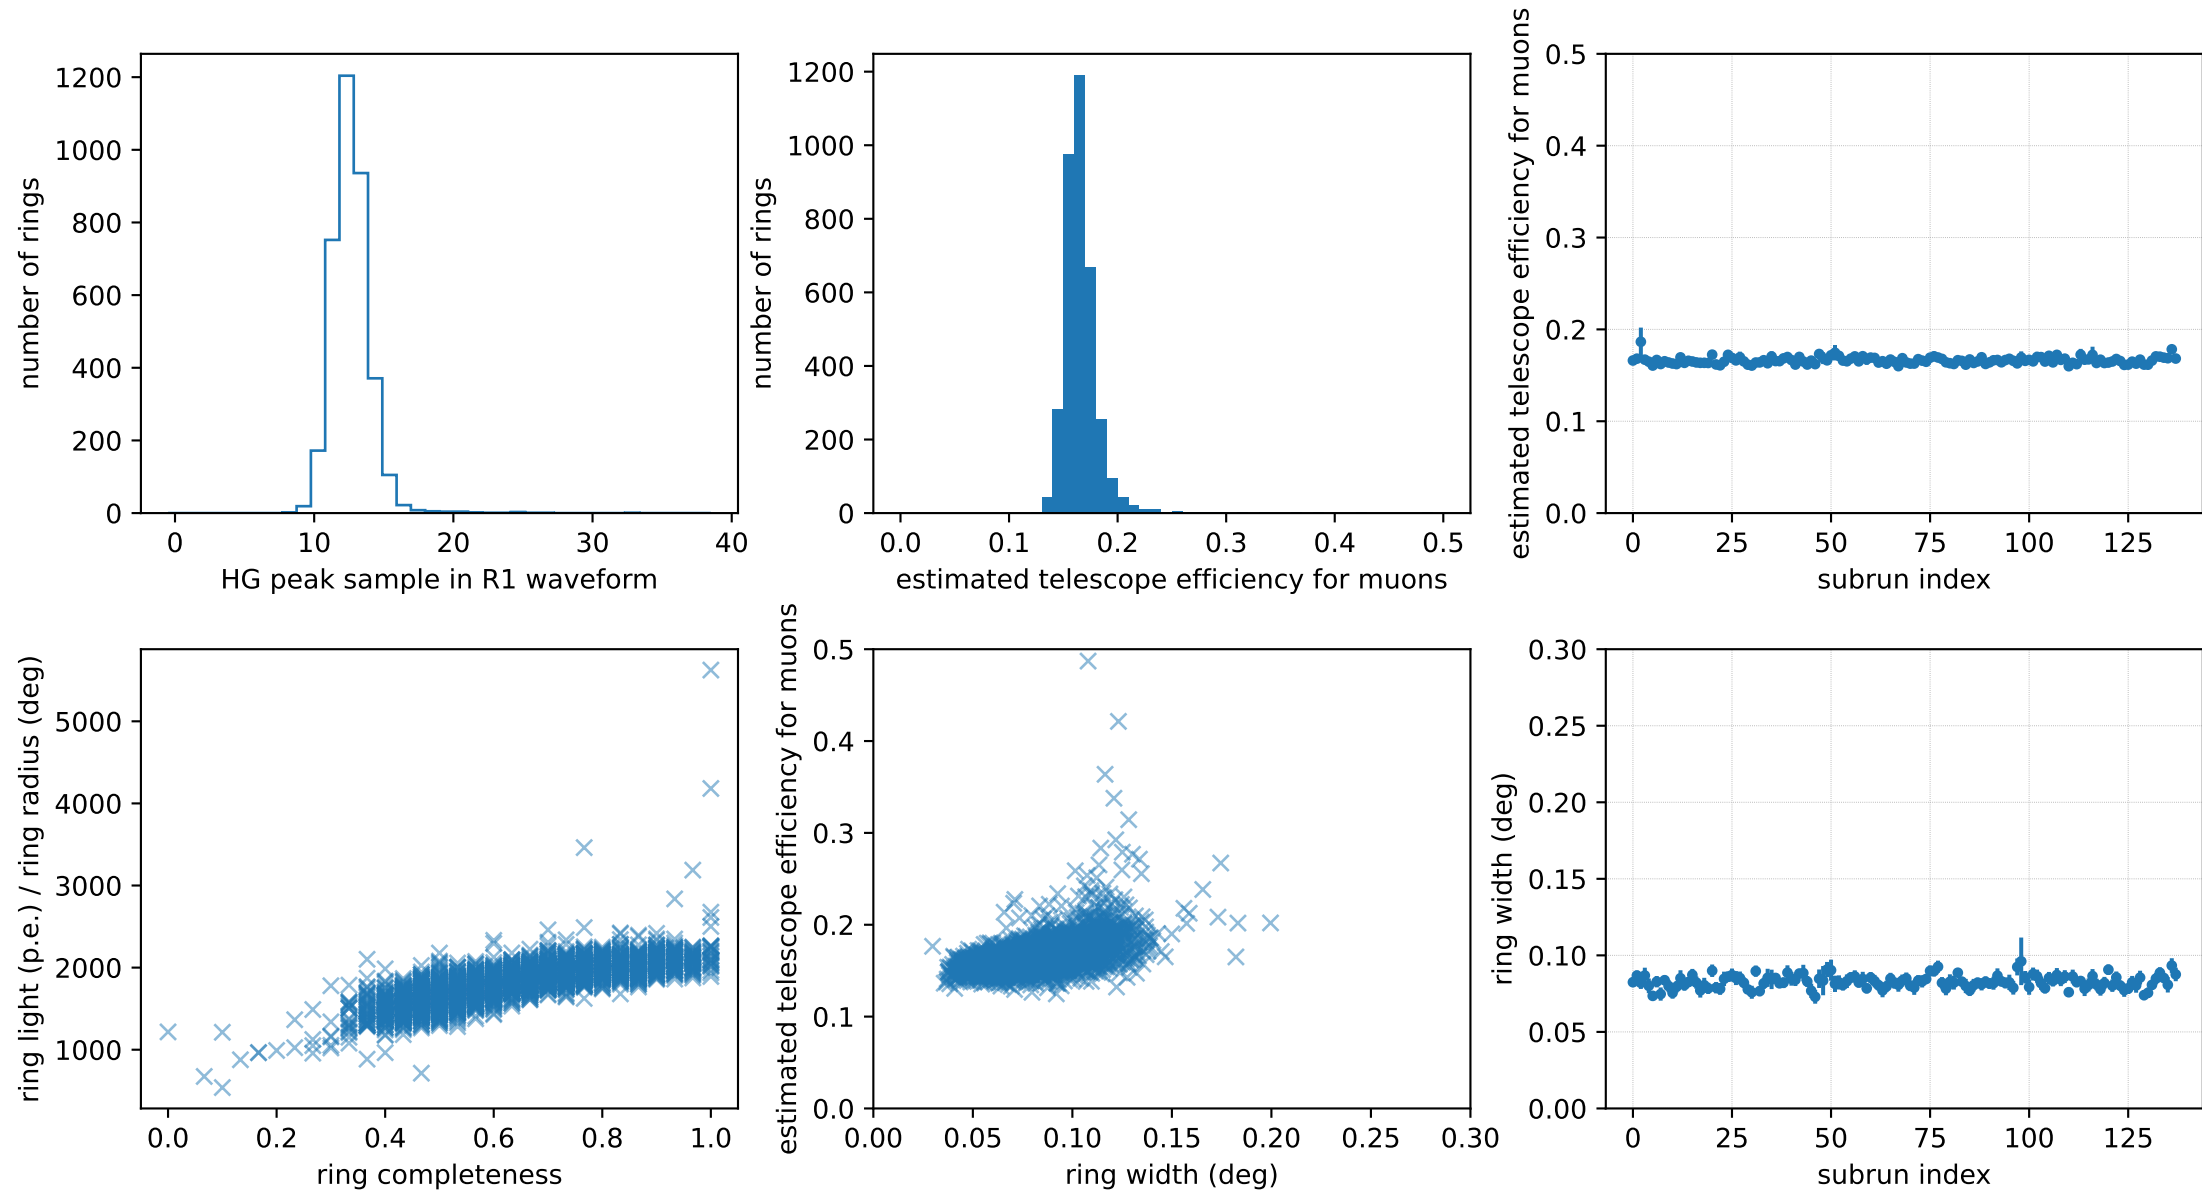 number of rings
1200
1000
800
600
400
200
0
0 10 20 30 40
HG peak sample in R1 waveform
number of rings
1200
1000
800
600
400
200
0
0.0 0.1 0.2 0.3 0.4 0.5
estimated telescope efficiency for muons
estimated telescope efficiency for muons
0.5
0.4
0.3
0.2
0.1
0.0
0 25 50 75 100 125
subrun index
ring light (p.e.) / ring radius (deg)
5000
4000
3000
2000
1000
0.0 0.2 0.4 0.6 0.8 1.0
ring completeness
estimated telescope efficiency for muons
0.5
0.4
0.3
0.2
0.1
0.0
0.00 0.05 0.10 0.15 0.20 0.25 0.30
ring width (deg)
ring width (deg)
0.30
0.25
0.20
0.15
0.10
0.05
0.00
0 25 50 75 100 125
subrun index